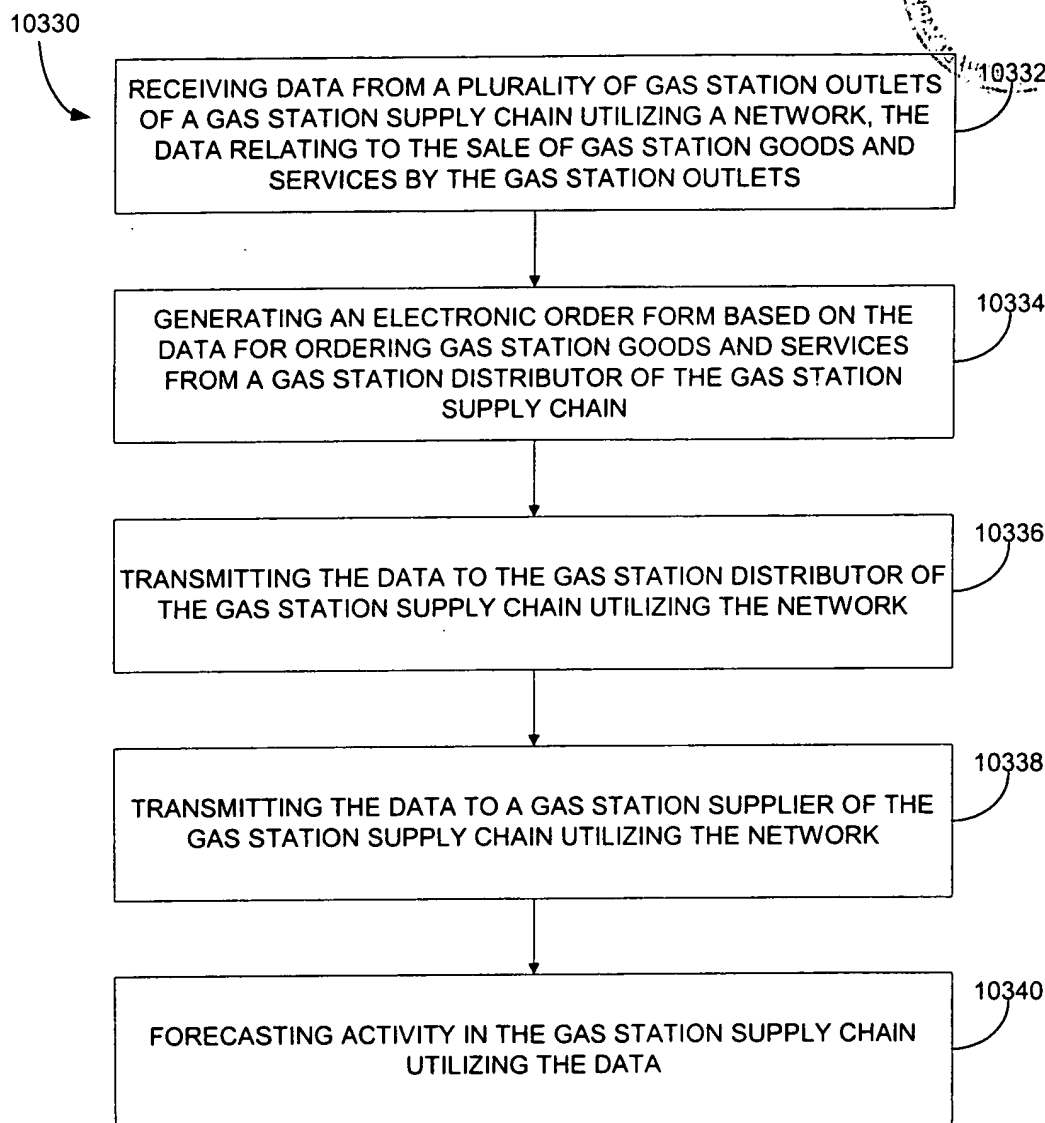 10330
10332
RECEIVING DATA FROM A PLURALITY OF GAS STATION OUTLETS
OF A GAS STATION SUPPLY CHAIN UTILIZING A NETWORK, THE
DATA RELATING TO THE SALE OF GAS STATION GOODS AND
SERVICES BY THE GAS STATION OUTLETS
10334
GENERATING AN ELECTRONIC ORDER FORM BASED ON THE
DATA FOR ORDERING GAS STATION GOODS AND SERVICES
FROM A GAS STATION DISTRIBUTOR OF THE GAS STATION
SUPPLY CHAIN
10336
TRANSMITTING THE DATA TO THE GAS STATION DISTRIBUTOR OF
THE GAS STATION SUPPLY CHAIN UTILIZING THE NETWORK
10338
TRANSMITTING THE DATA TO A GAS STATION SUPPLIER OF THE
GAS STATION SUPPLY CHAIN UTILIZING THE NETWORK
10340
FORECASTING ACTIVITY IN THE GAS STATION SUPPLY CHAIN
UTILIZING THE DATA